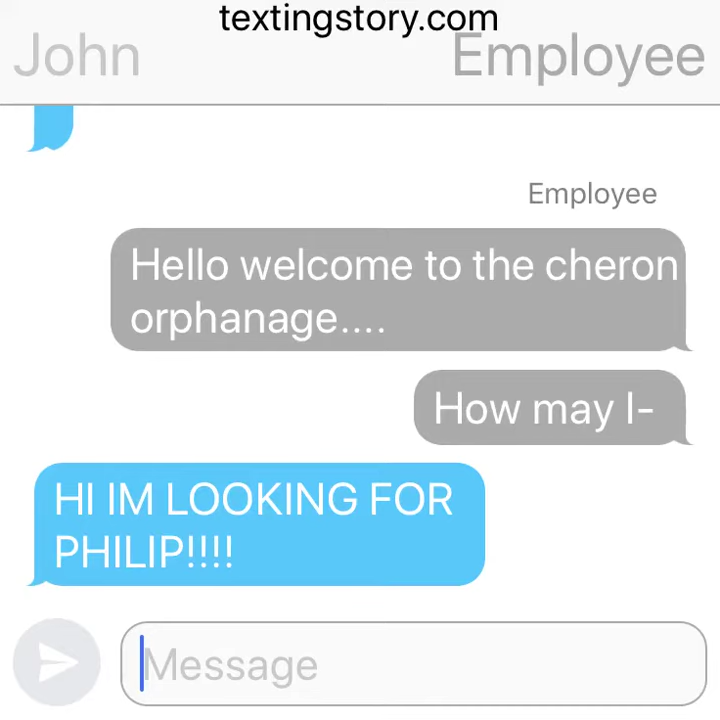 textingstory.com
John Employee
Employee
Hello welcome to the cheron
orphanage....
How may I-
HI IM LOOKING FOR
PHILIP!!!!
Message